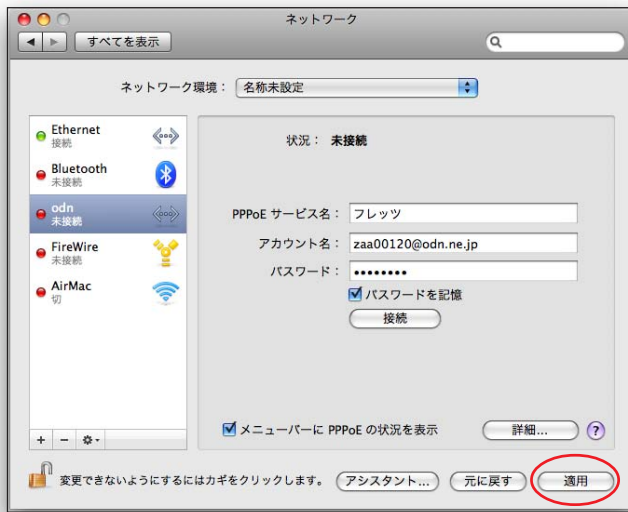 ネットワーク
すべてを表示
ネットワーク環境： 名称未設定
Ethernet
接続
Bluetooth
未接続
odn
未接続
FireWire
未接続
AirMac
切
状況： 未接続
PPPoE サービス名： フレッツ
アカウント名： zaa00120@odn.ne.jp
パスワード： ••••••••
パスワードを記憶
接続
メニューバーに PPPoE の状況を表示
詳細... ?
変更できないようにするにはカギをクリックします。 アシスタント... 元に戻す 適用